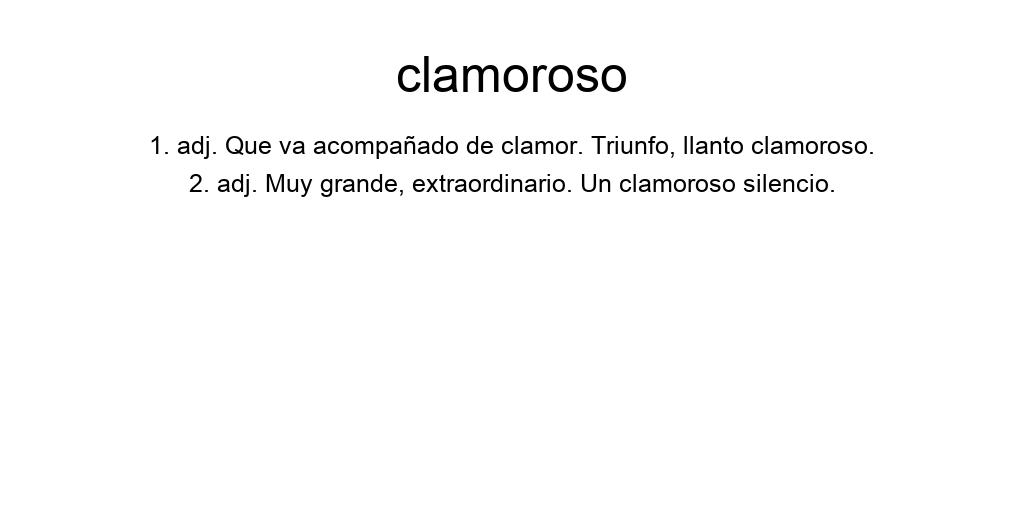 clamoroso
1. adj. Que va acompañado de clamor. Triunfo, llanto clamoroso.
2. adj. Muy grande, extraordinario. Un clamoroso silencio.